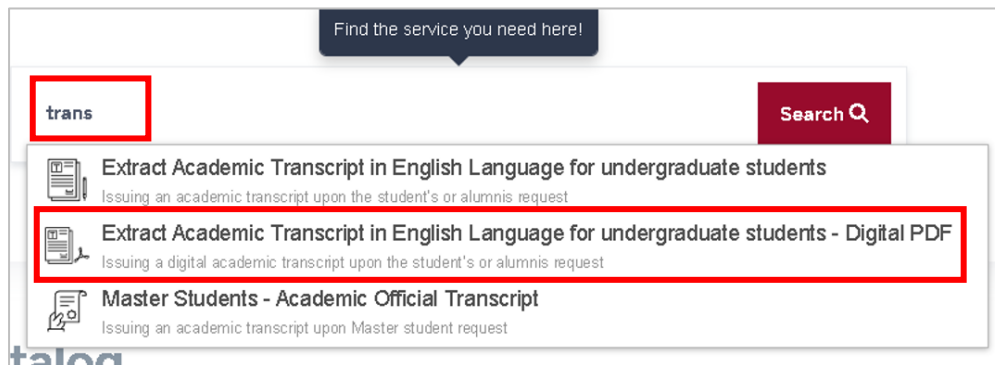 Find the service you need here!
trans
Search
Extract Academic Transcript in English Language for undergraduate students
Issuing an academic transcript upon the student's or alumnis request
Extract Academic Transcript in English Language for undergraduate students - Digital PDF
Issuing a digital academic transcript upon the student's or alumnis request
Master Students - Academic Official Transcript
Issuing an academic transcript upon Master student request
talog